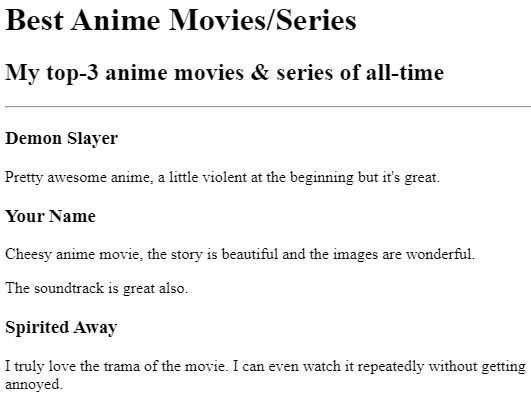 Best Anime Movies/Series
My top-3 anime movies & series of all-time
Demon Slayer
Pretty awesome anime, a little violent at the beginning but it's great.
Your Name
Cheesy anime movie, the story is beautiful and the images are wonderful.
The soundtrack is great also.
Spirited Away
I truly love the trama of the movie. I can even watch it repeatedly without getting
annoyed.